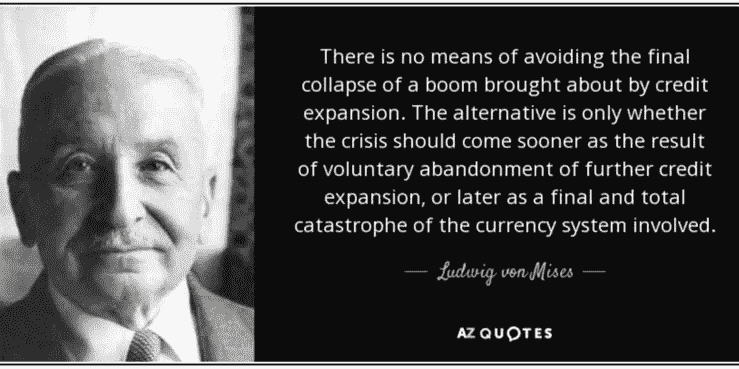 There is no means of avoiding the final
collapse of a boom brought about by credit
expansion. The alternative is only whether
the crisis should come sooner as the result
of voluntary abandonment of further credit
expansion, or later as a final and total
catastrophe of the currency system involved.
Ludwig von Mises
AZ QUOTES